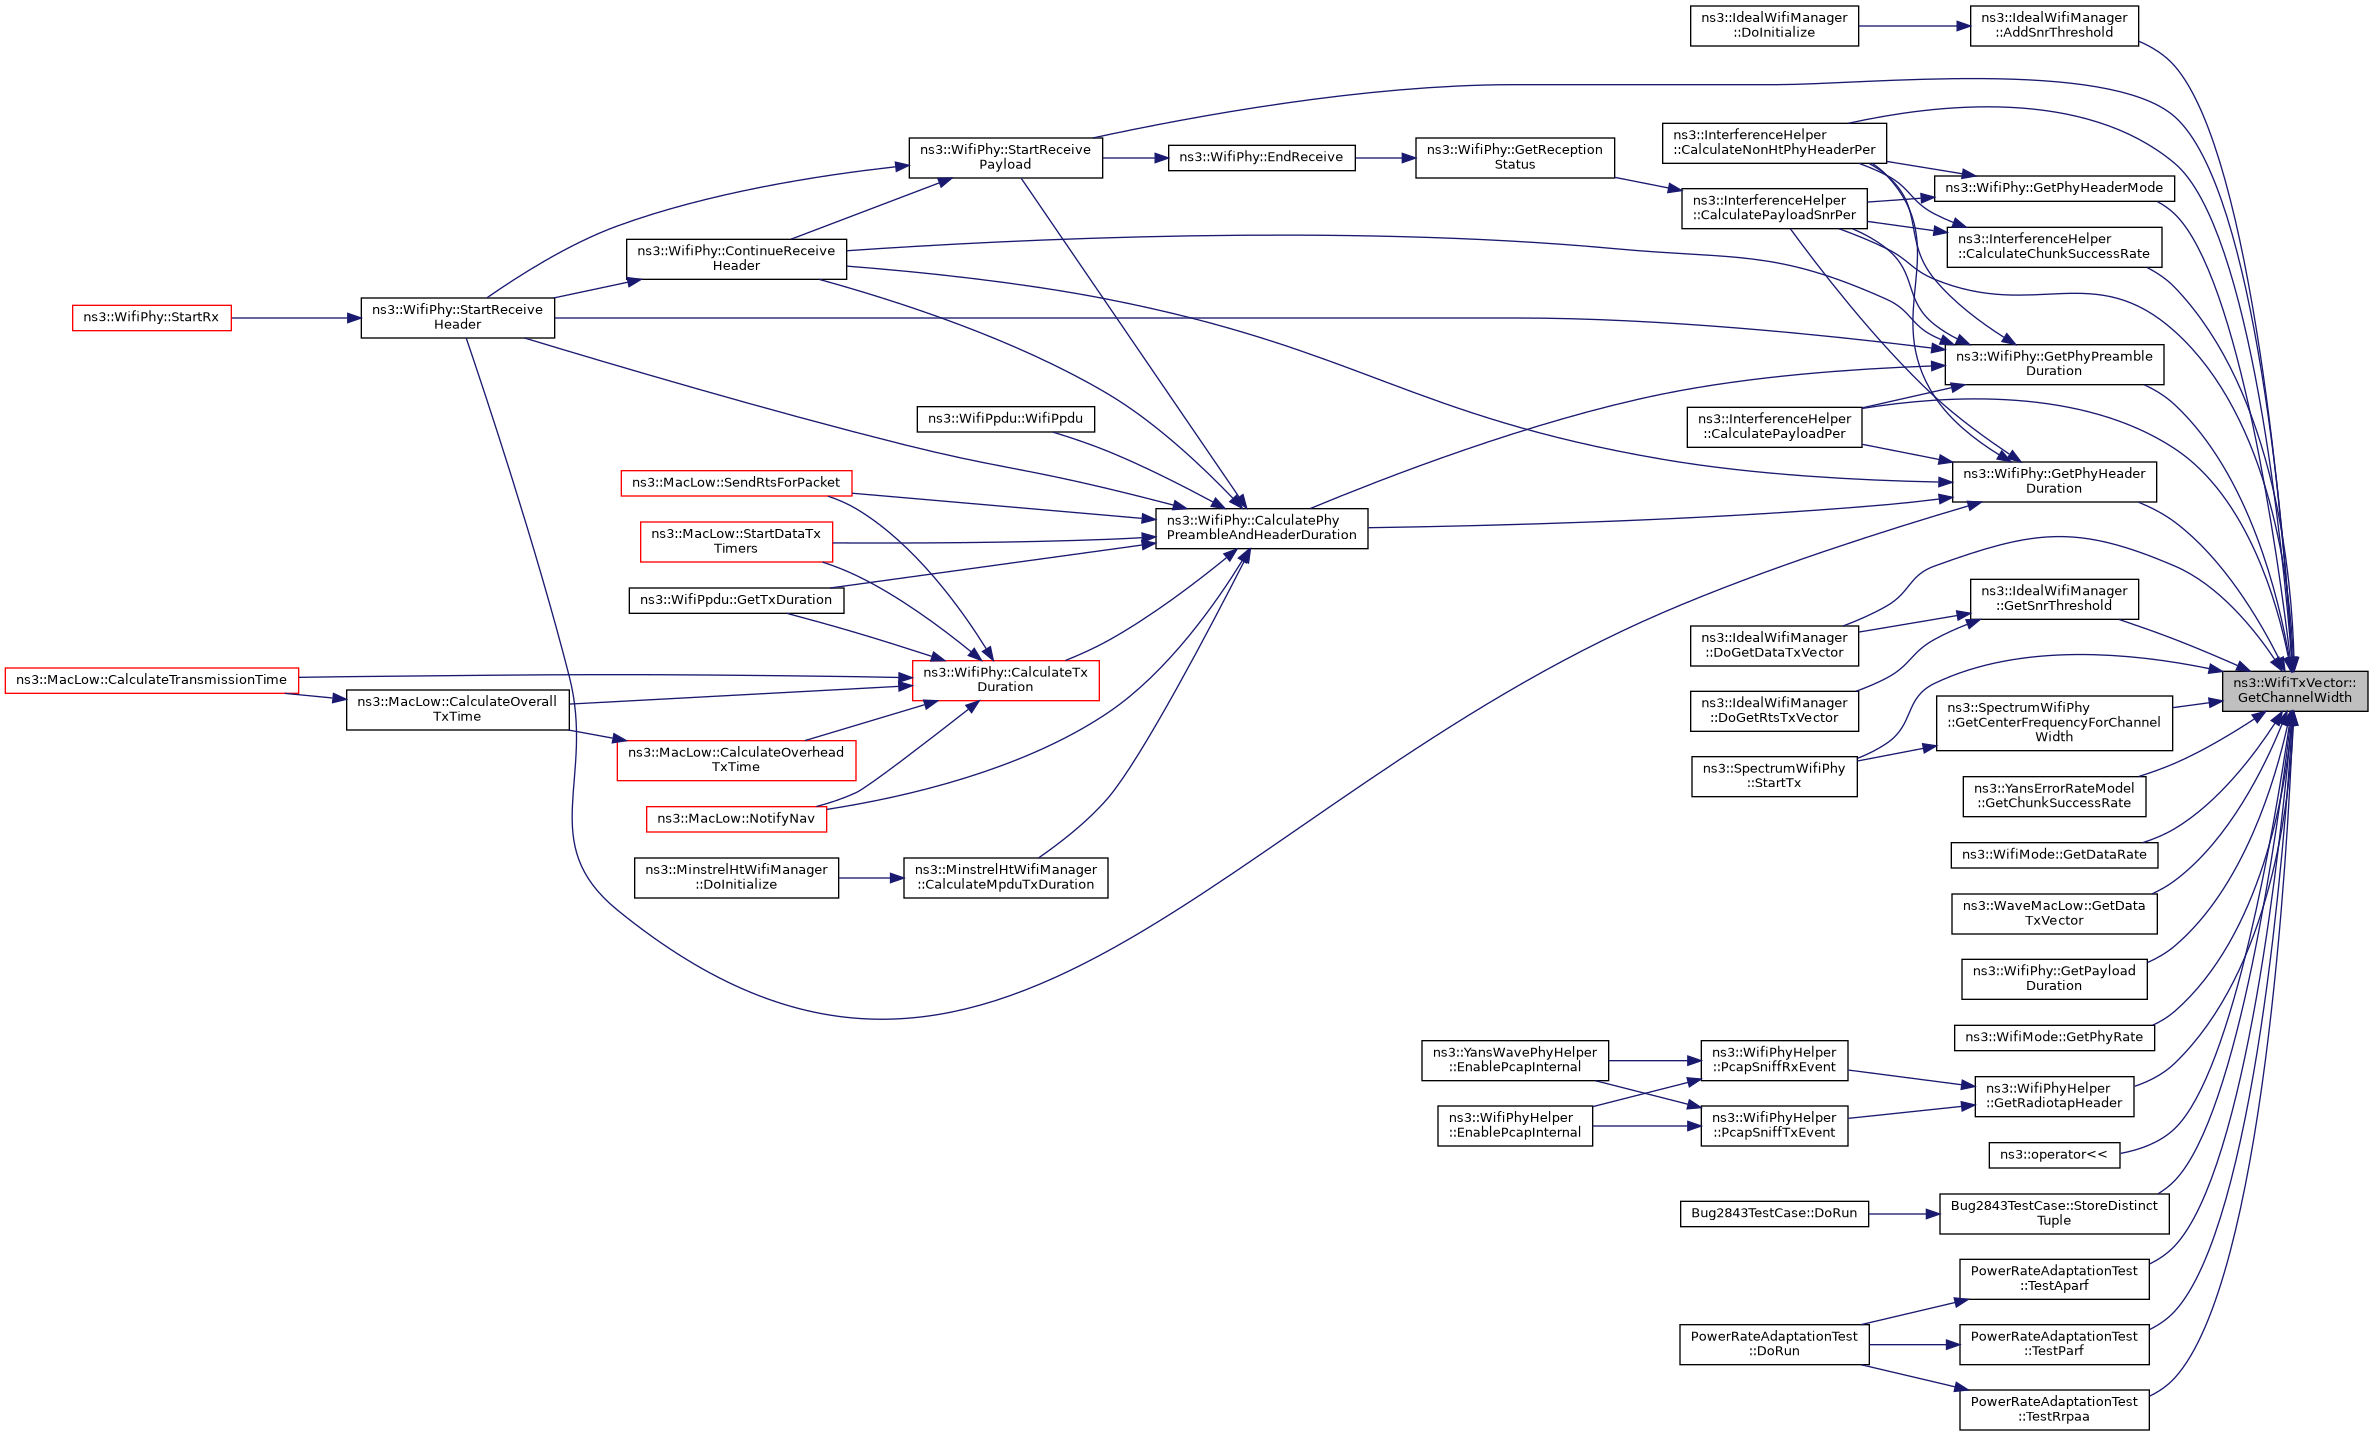 ns3::IdealWifiManager
::DoInitialize
ns3::IdealWifiManager
::AddSnrThreshold
ns3::WifiPhy::StartReceive
Payload
ns3::WifiPhy::EndReceive
ns3::WifiPhy::GetReception
Status
ns3::InterferenceHelper
::CalculateNonHtPhyHeaderPer
ns3::WifiPhy::GetPhyHeaderMode
ns3::InterferenceHelper
::CalculatePayloadSnrPer
ns3::InterferenceHelper
::CalculateChunkSuccessRate
ns3::WifiPhy::ContinueReceive
Header
ns3::WifiPhy::StartRx
ns3::WifiPhy::StartReceive
Header
ns3::WifiPhy::GetPhyPreamble
Duration
ns3::WifiPpdu::WifiPpdu
ns3::InterferenceHelper
::CalculatePayloadPer
ns3::MacLow::SendRtsForPacket
ns3::WifiPhy::GetPhyHeader
Duration
ns3::MacLow::StartDataTx
Timers
ns3::WifiPhy::CalculatePhy
PreambleAndHeaderDuration
ns3::WifiPpdu::GetTxDuration
ns3::IdealWifiManager
::GetSnrThreshold
ns3::IdealWifiManager
::DoGetDataTxVector
ns3::MacLow::CalculateTransmissionTime
ns3::MacLow::CalculateOverall
TxTime
ns3::WifiPhy::CalculateTx
Duration
ns3::IdealWifiManager
::DoGetRtsTxVector
ns3::WifiTxVector::
GetChannelWidth
ns3::SpectrumWifiPhy
::GetCenterFrequencyForChannel
Width
ns3::MacLow::CalculateOverhead
TxTime
ns3::SpectrumWifiPhy
::StartTx
ns3::YansErrorRateModel
::GetChunkSuccessRate
ns3::MacLow::NotifyNav
ns3::WifiMode::GetDataRate
ns3::MinstrelHtWifiManager
::DoInitialize
ns3::MinstrelHtWifiManager
::CalculateMpduTxDuration
ns3::WaveMacLow::GetData
TxVector
ns3::WifiPhy::GetPayload
Duration
ns3::WifiMode::GetPhyRate
ns3::YansWavePhyHelper
::EnablePcapInternal
ns3::WifiPhyHelper
::PcapSniffRxEvent
ns3::WifiPhyHelper
::GetRadiotapHeader
ns3::WifiPhyHelper
::EnablePcapInternal
ns3::WifiPhyHelper
::PcapSniffTxEvent
ns3::operator<<
Bug2843TestCase::DoRun
Bug2843TestCase::StoreDistinct
Tuple
PowerRateAdaptationTest
::TestAparf
PowerRateAdaptationTest
::DoRun
PowerRateAdaptationTest
::TestParf
PowerRateAdaptationTest
::TestRrpaa